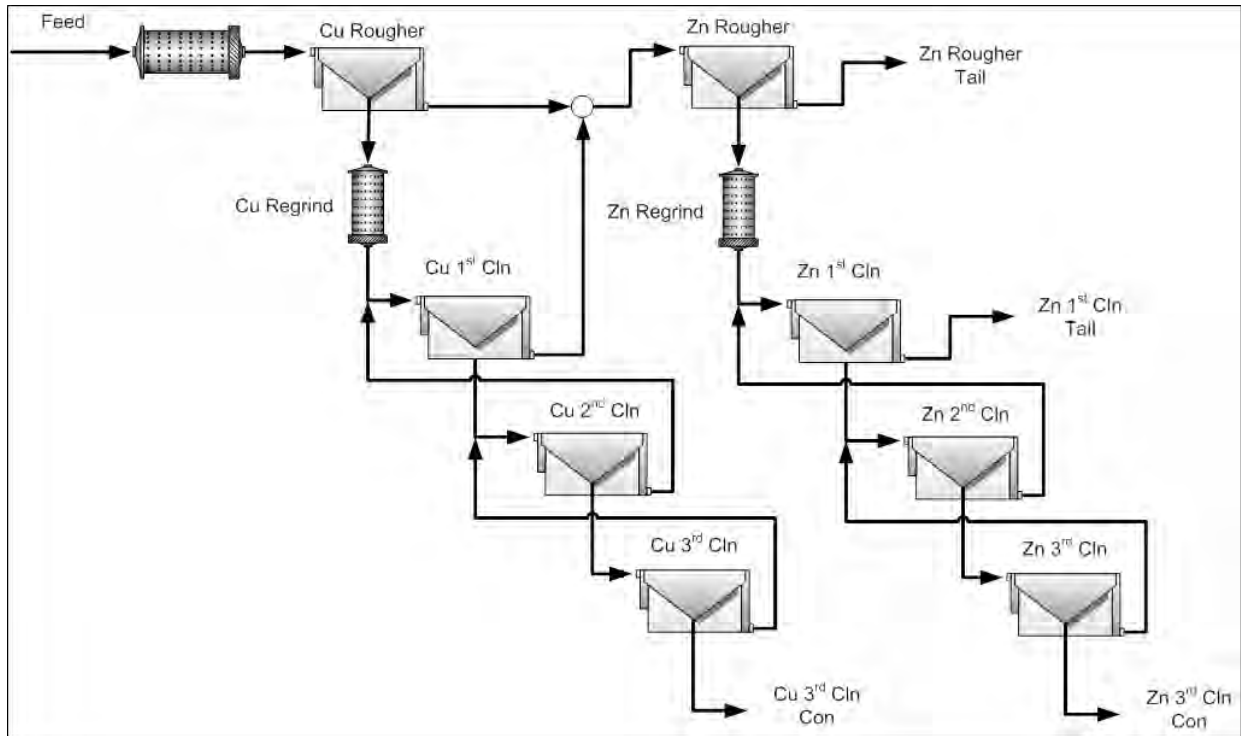 Feed
Cu Rougher
Zn Rougher
Zn Rougher
Tail
Cu Regrind
Zn Regrind
Cu 1st Cln
Zn 1st Cln
Zn 1st Cln
Tail
Cu 2nd Cln
Zn 2nd Cln
Cu 3rd Cln
Zn 3rd Cln
Cu 3rd Cln
Con
Zn 3rd Cln
Con